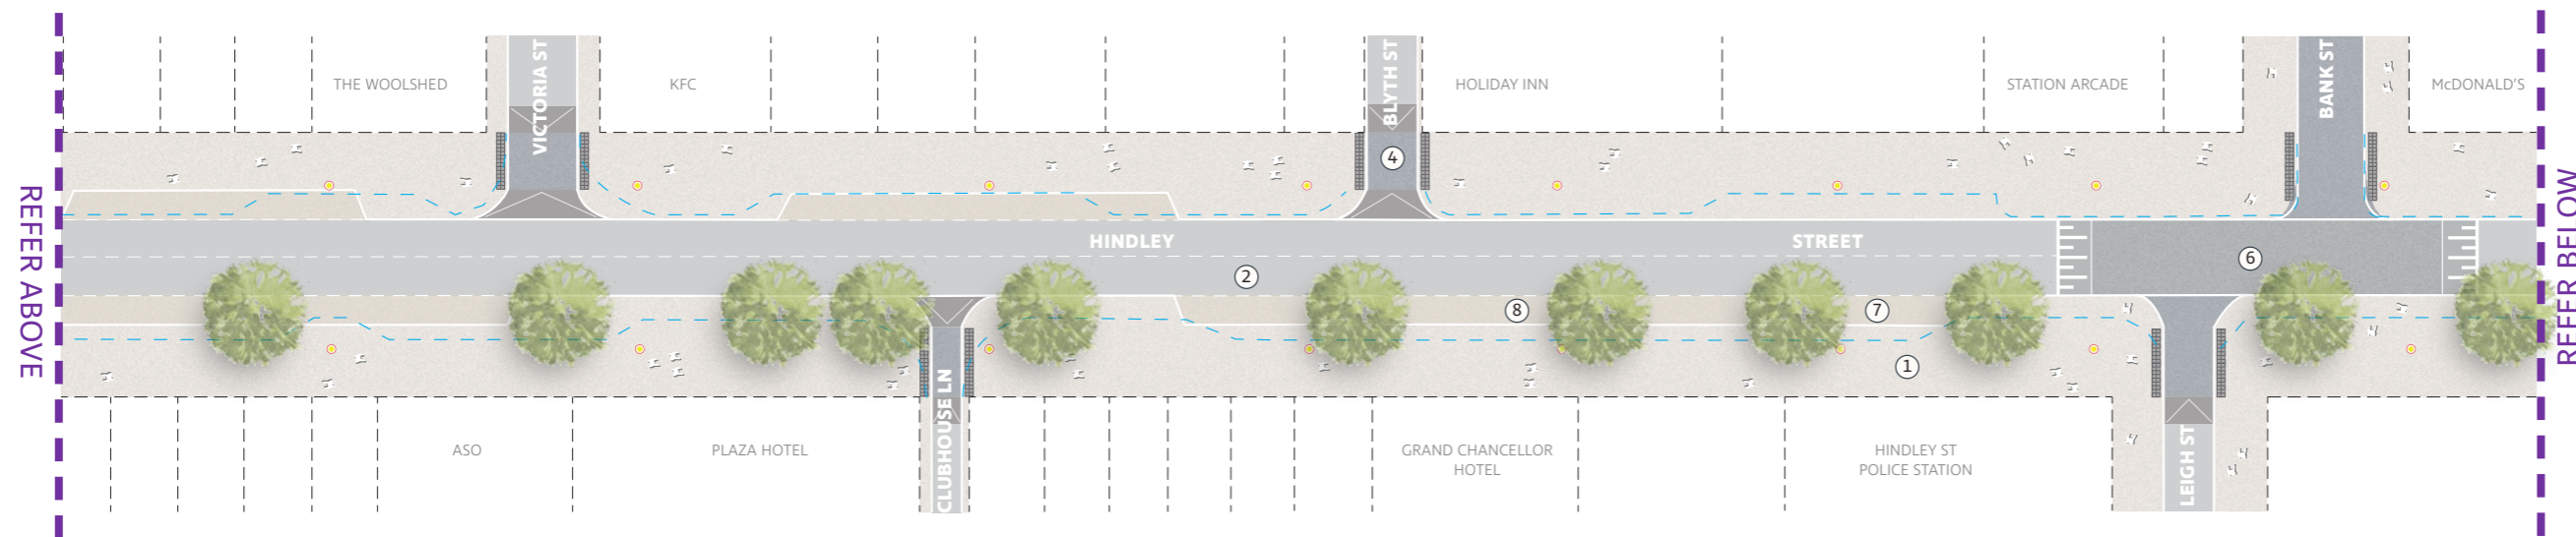 REFER ABOVE
THE WOOLSHED
VICTORIA ST
KFC
BLYTH ST
HOLIDAY INN
STATION ARCADE
BANK ST
McDONALD'S
4
HINDLEY
STREET
2
6
8
7
1
ASO
PLAZA HOTEL
CLUBHOUSE LN
GRAND CHANCELLOR
HOTEL
HINDLEY ST
POLICE STATION
LEIGH ST
REFER BELOW